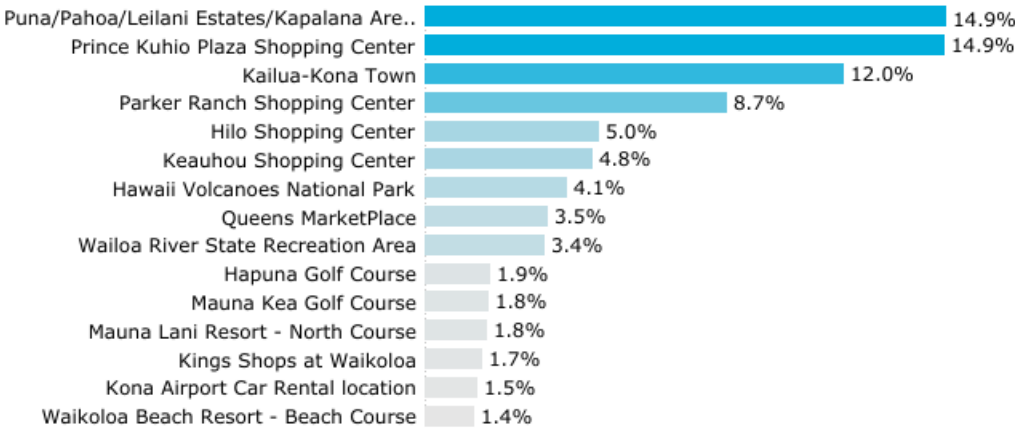 Puna/Pahoa/Leilani Estates/Kapalana Are.. 14.9%
Prince Kuhio Plaza Shopping Center 14.9%
Kailua-Kona Town 12.0%
Parker Ranch Shopping Center 8.7%
Hilo Shopping Center 5.0%
Keauhou Shopping Center 4.8%
Hawaii Volcanoes National Park 4.1%
Queens MarketPlace 3.5%
Wailoa River State Recreation Area 3.4%
Hapuna Golf Course 1.9%
Mauna Kea Golf Course 1.8%
Mauna Lani Resort - North Course 1.8%
Kings Shops at Waikoloa 1.7%
Kona Airport Car Rental location 1.5%
Waikoloa Beach Resort - Beach Course 1.4%